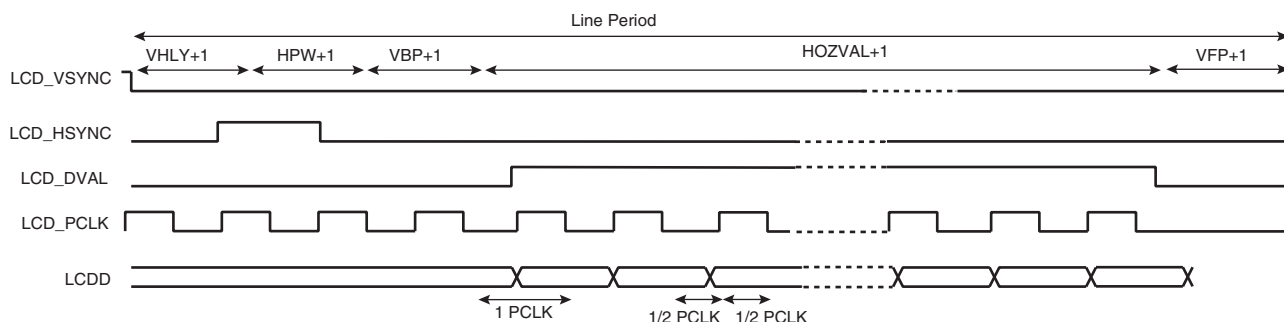 Line Period
VHLY+1 HPW+1 VBP+1 HOZVAL+1 VFP+1
LCD_VSYNC
LCD_HSYNC
LCD_DVAL
LCD_PCLK
LCDD
1 PCLK 1/2 PCLK 1/2 PCLK